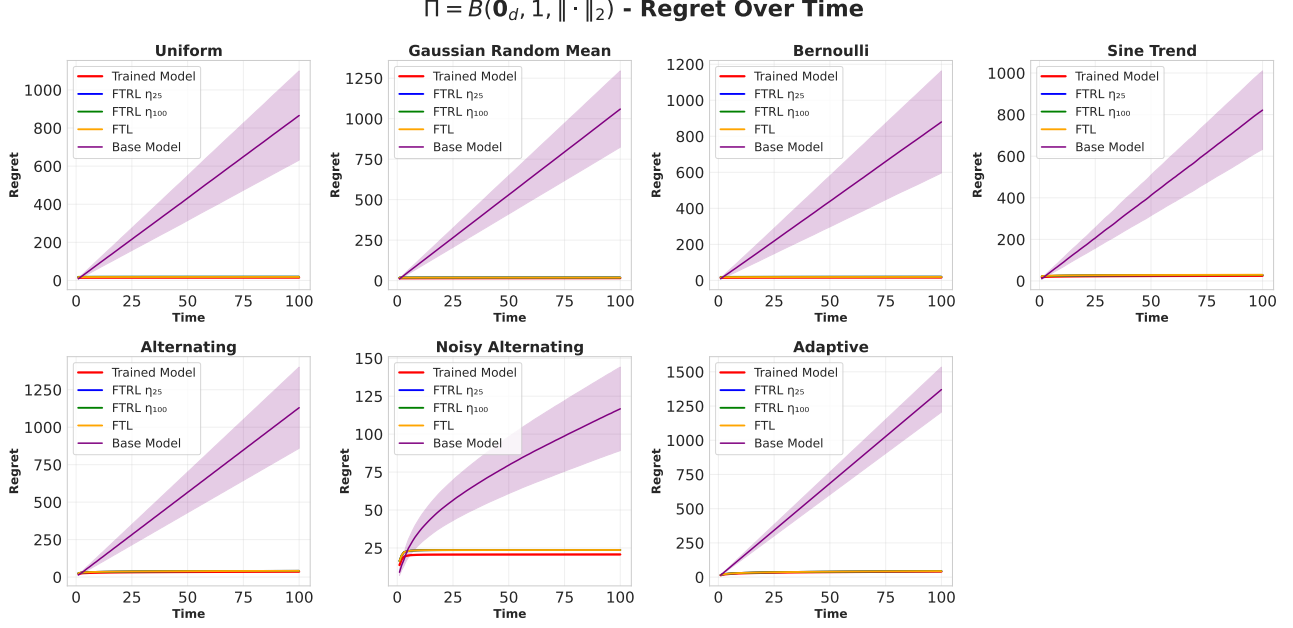 Π = B(𝟎_d, 1, ‖ · ‖₂) - Regret Over Time
Uniform
Trained Model
FTRL η₂₅
FTRL η₁₀₀
FTL
Base Model
1000
800
600
400
200
0
Regret
0 25 50 75 100
Time
Gaussian Random Mean
Trained Model
FTRL η₂₅
FTRL η₁₀₀
FTL
Base Model
1250
1000
750
500
250
0
Regret
0 25 50 75 100
Time
Bernoulli
Trained Model
FTRL η₂₅
FTRL η₁₀₀
FTL
Base Model
1200
1000
800
600
400
200
0
Regret
0 25 50 75 100
Time
Sine Trend
Trained Model
FTRL η₂₅
FTRL η₁₀₀
FTL
Base Model
1000
800
600
400
200
0
Regret
0 25 50 75 100
Time
Alternating
Trained Model
FTRL η₂₅
FTRL η₁₀₀
FTL
Base Model
1250
1000
750
500
250
0
Regret
0 25 50 75 100
Time
Noisy Alternating
Trained Model
FTRL η₂₅
FTRL η₁₀₀
FTL
Base Model
150
125
100
75
50
25
Regret
0 25 50 75 100
Time
Adaptive
Trained Model
FTRL η₂₅
FTRL η₁₀₀
FTL
Base Model
1500
1250
1000
750
500
250
0
Regret
0 25 50 75 100
Time